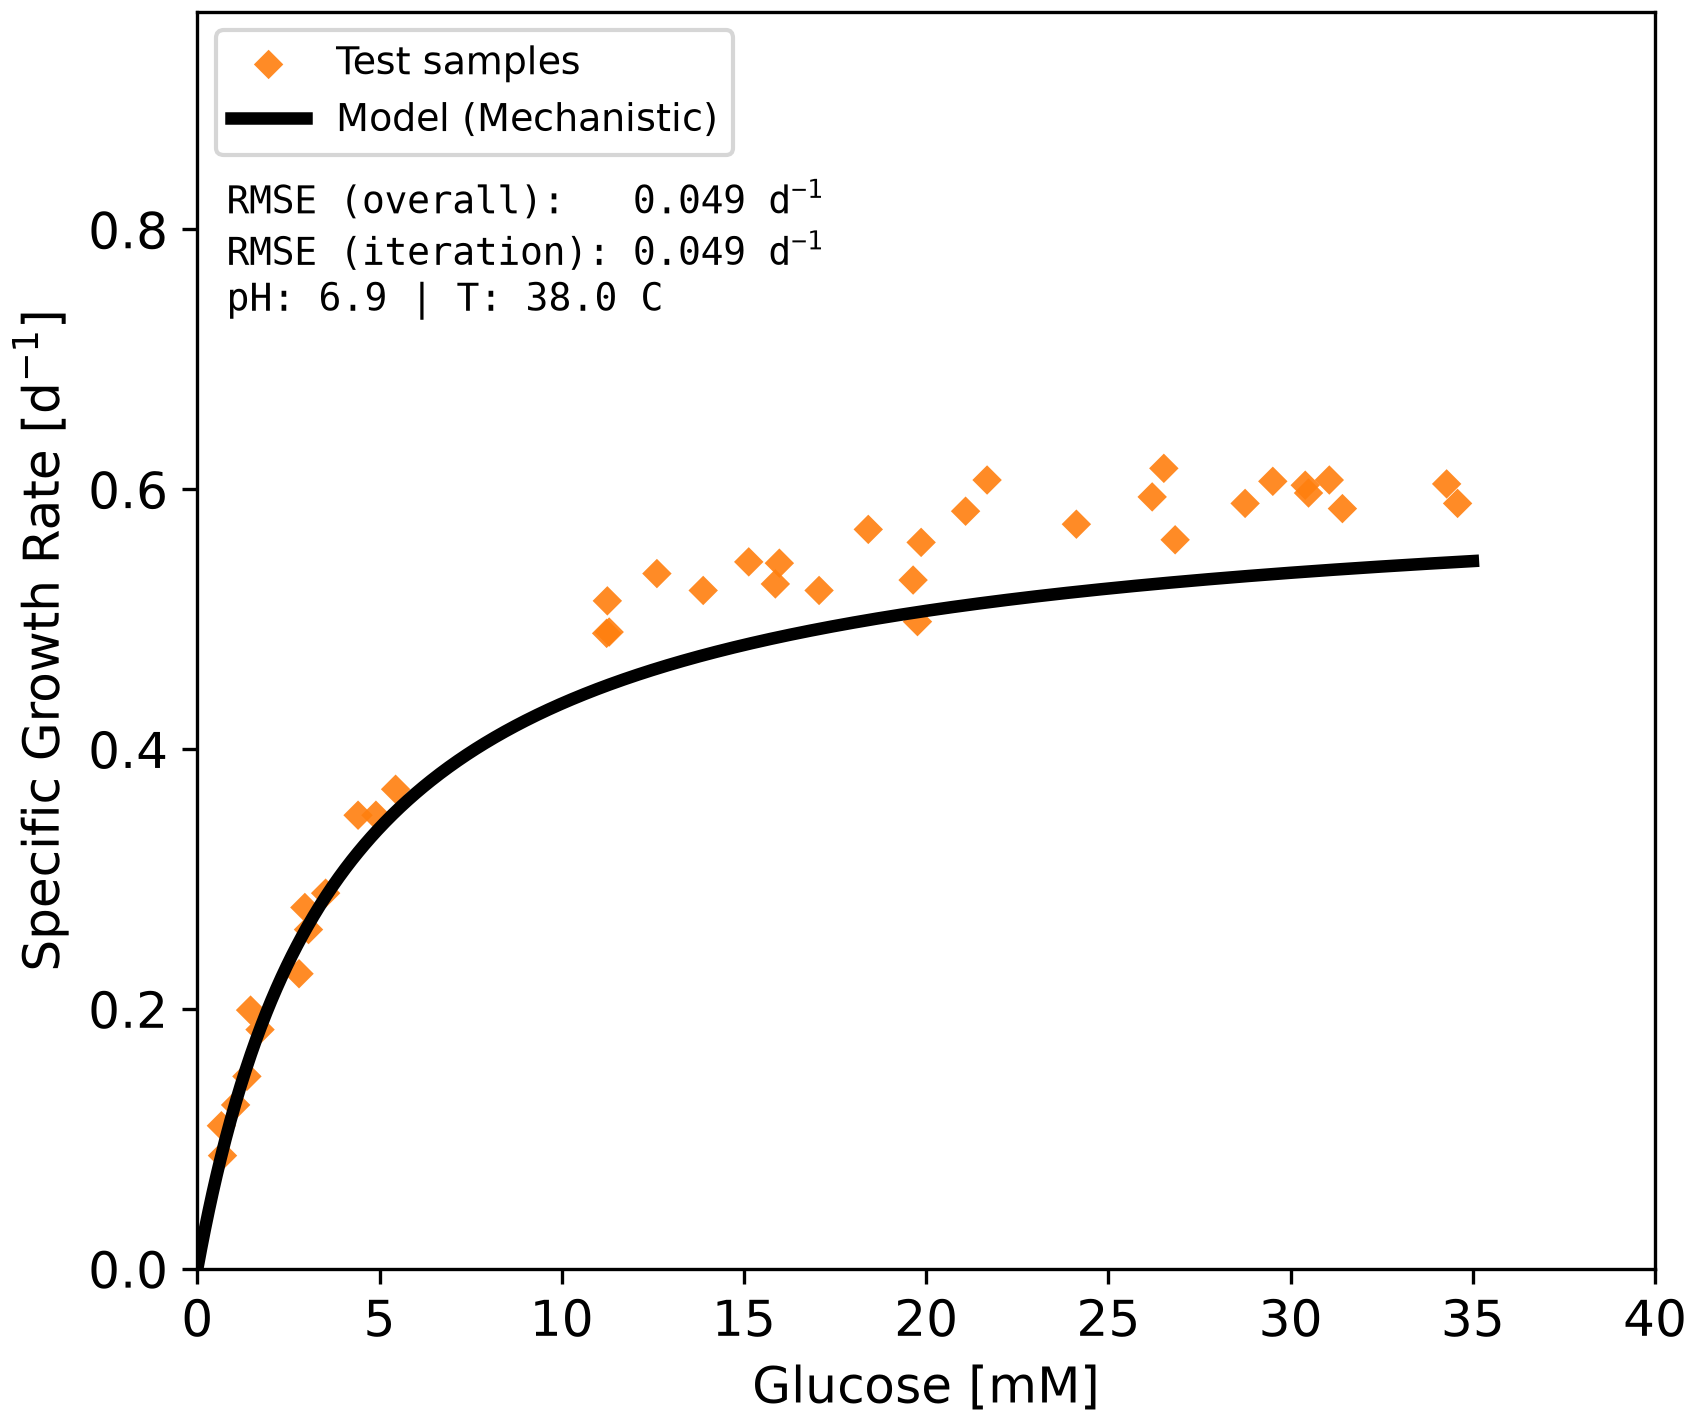 Test samples
Model (Mechanistic)
RMSE (overall):   0.049 d⁻¹
RMSE (iteration): 0.049 d⁻¹
pH: 6.9 | T: 38.0 C
Specific Growth Rate [d⁻¹]
0.8
0.6
0.4
0.2
0.0
0 5 10 15 20 25 30 35 40
Glucose [mM]